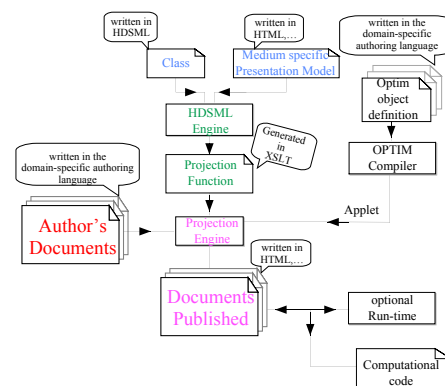 written in
HDSML
written in
HTML,…
written in the
domain-specific
authoring language
Class
Medium specific
Presentation Model
Optim
object
definition
HDSML
Engine
Generated
in
XSLT
OPTIM
Compiler
Projection
Function
written in the
domain-specific authoring
language
Applet
Author's
Documents
Projection
Engine
written in
HTML,…
Documents
Published
optional
Run-time
Computational
code